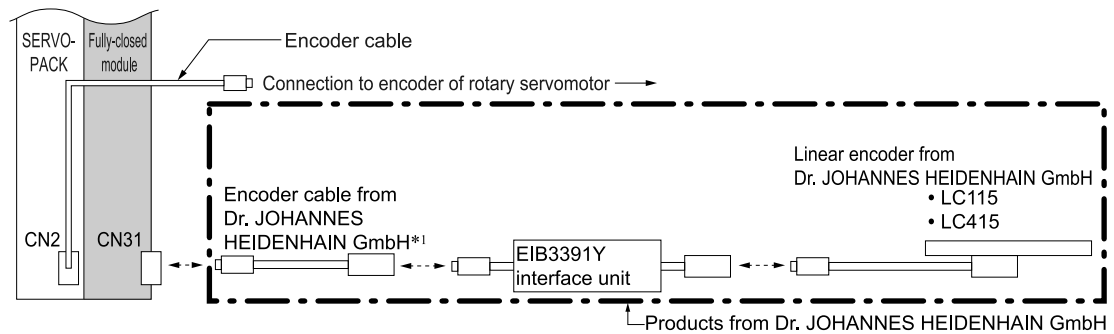 SERVO-
PACK
Fully-closed
module
Encoder cable
Connection to encoder of rotary servomotor
Linear encoder from
Dr. JOHANNES HEIDENHAIN GmbH
• LC115
• LC415
Encoder cable from
Dr. JOHANNES
HEIDENHAIN GmbH*1
CN2
CN31
EIB3391Y
interface unit
Products from Dr. JOHANNES HEIDENHAIN GmbH